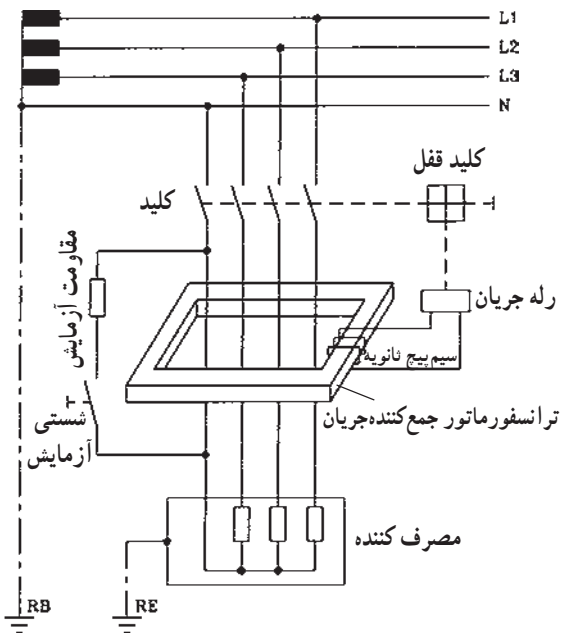 L1
L2
L3
N
کلید قفل
کلید
مقاومت آزمایش
رله جریان
سیم‌پیچ ثانویه
ترانسفورماتور جمع‌کننده‌جریان
شستی
آزمایش
مصرف کننده
RB
RE